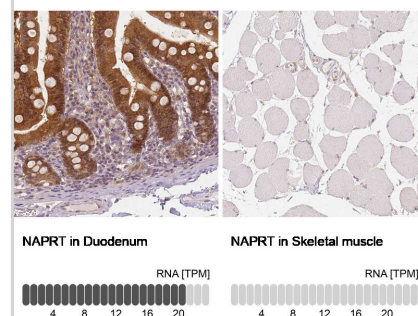 NAPRT in Duodenum
RNA [TPM]
4 8 12 16 20
NAPRT in Skeletal muscle
RNA [TPM]
4 8 12 16 20